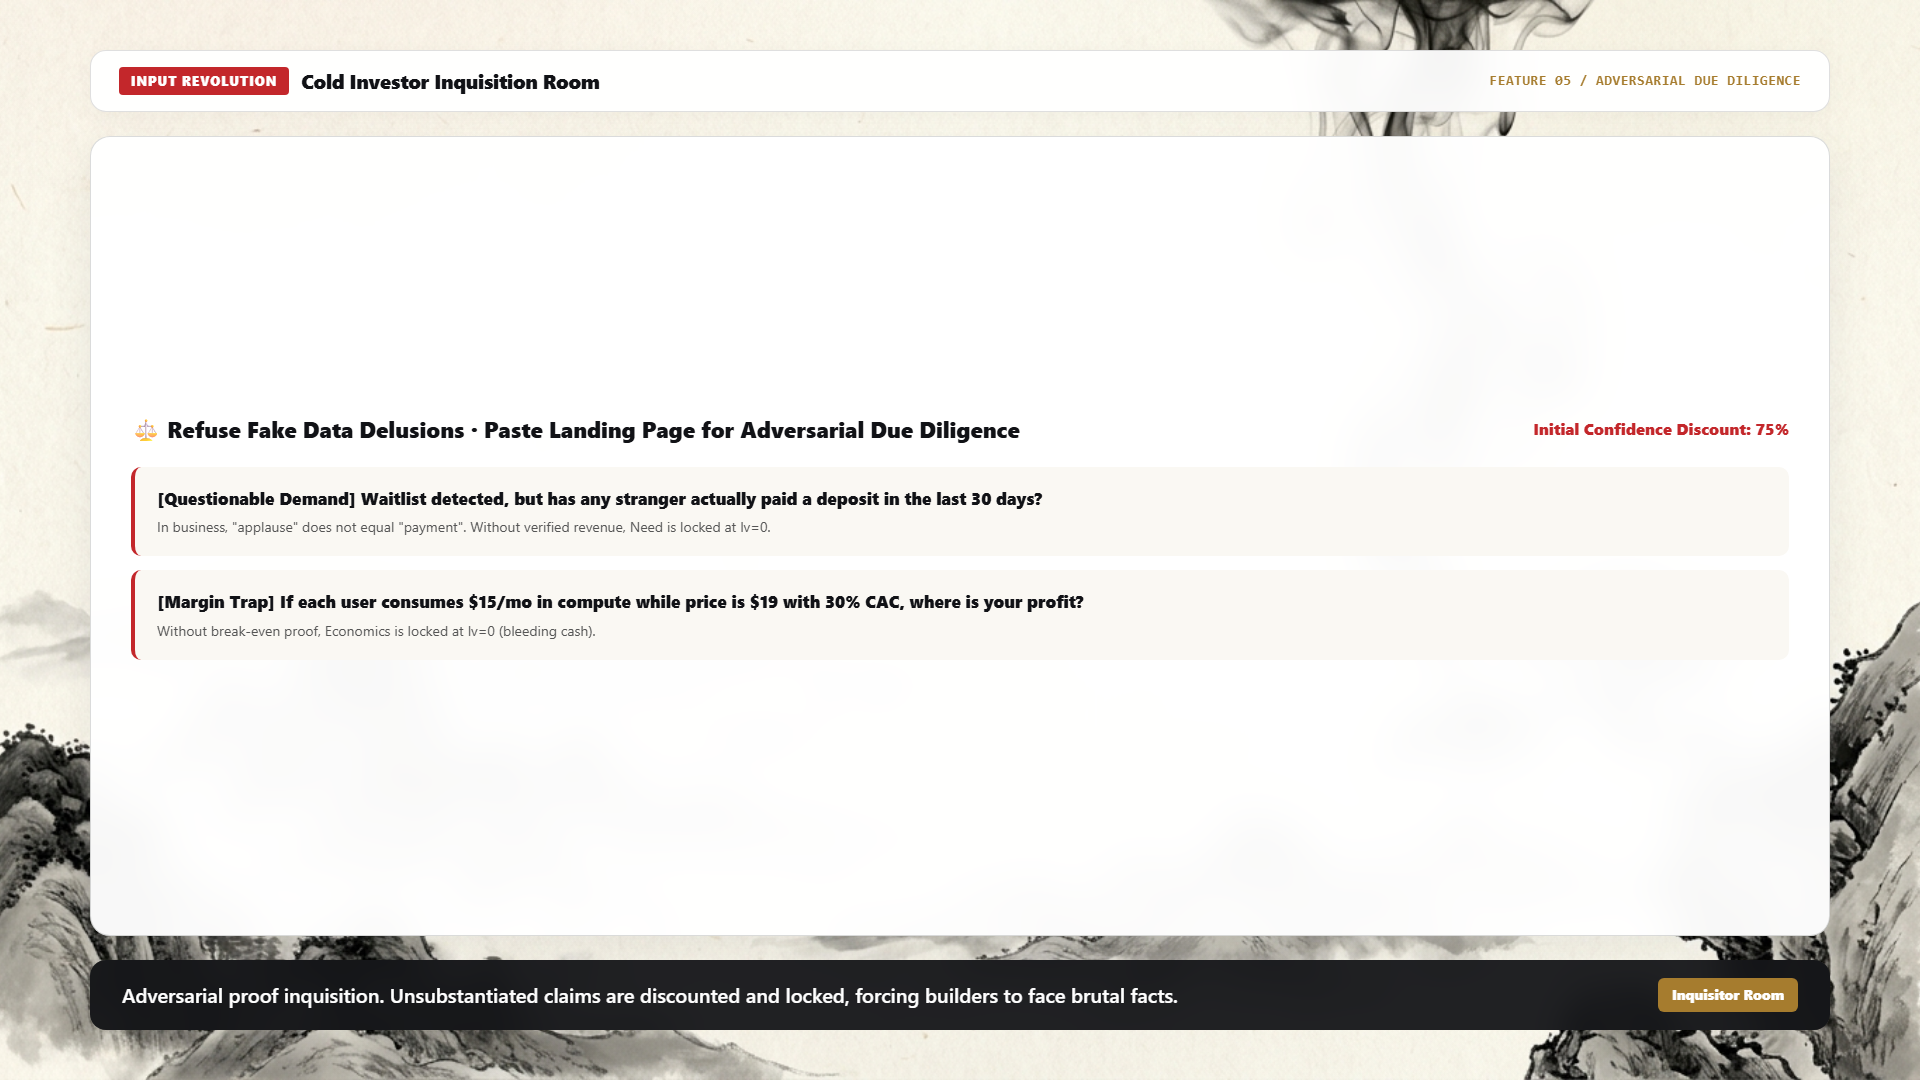 INPUT REVOLUTION
Cold Investor Inquisition Room
FEATURE 05 / ADVERSARIAL DUE DILIGENCE
Refuse Fake Data Delusions · Paste Landing Page for Adversarial Due Diligence
Initial Confidence Discount: 75%
[Questionable Demand] Waitlist detected, but has any stranger actually paid a deposit in the last 30 days?
In business, "applause" does not equal "payment". Without verified revenue, Need is locked at lv=0.
[Margin Trap] If each user consumes $15/mo in compute while price is $19 with 30% CAC, where is your profit?
Without break-even proof, Economics is locked at lv=0 (bleeding cash).
Adversarial proof inquisition. Unsubstantiated claims are discounted and locked, forcing builders to face brutal facts.
Inquisitor Room